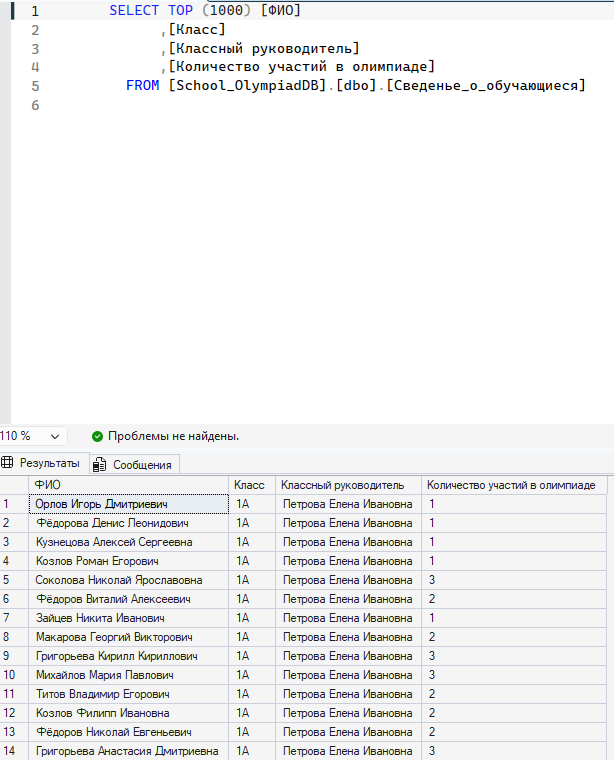 1 SELECT TOP (1000) [ФИО]
2 ,[Класс]
3 ,[Классный руководитель]
4 ,[Количество участий в олимпиаде]
5 FROM [School_OlympiadDB].[dbo].[Сведенье_о_обучающиеся]
6
110 % Проблемы не найдены.
Результаты Сообщения
ФИО Класс Классный руководитель Количество участий в олимпиаде
1 Орлов Игорь Дмитриевич 1А Петрова Елена Ивановна 1
2 Фёдорова Денис Леонидович 1А Петрова Елена Ивановна 1
3 Кузнецова Алексей Сергеевна 1А Петрова Елена Ивановна 1
4 Козлов Роман Егорович 1А Петрова Елена Ивановна 1
5 Соколова Николай Ярославовна 1А Петрова Елена Ивановна 3
6 Фёдоров Виталий Алексеевич 1А Петрова Елена Ивановна 2
7 Зайцев Никита Иванович 1А Петрова Елена Ивановна 1
8 Макарова Георгий Викторович 1А Петрова Елена Ивановна 2
9 Григорьева Кирилл Кириллович 1А Петрова Елена Ивановна 3
10 Михайлов Мария Павлович 1А Петрова Елена Ивановна 3
11 Титов Владимир Егорович 1А Петрова Елена Ивановна 2
12 Козлов Филипп Ивановна 1А Петрова Елена Ивановна 2
13 Фёдоров Николай Евгеньевич 1А Петрова Елена Ивановна 2
14 Григорьева Анастасия Дмитриевна 1А Петрова Елена Ивановна 3